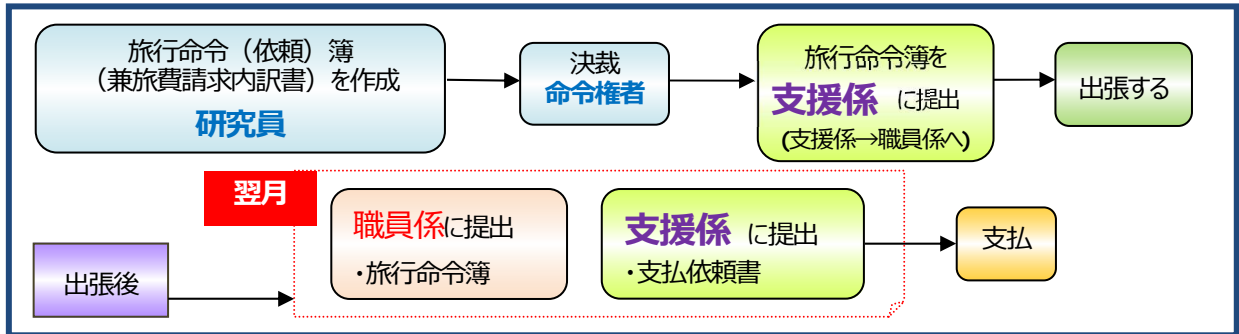 旅行命令（依頼）簿
（兼旅費請求内訳書）を作成
研究員
決裁
命令権者
旅行命令簿を
支援係 に提出
(支援係→職員係へ)
出張する
翌月
出張後
職員係に提出
・旅行命令簿
支援係 に提出
・支払依頼書
支払